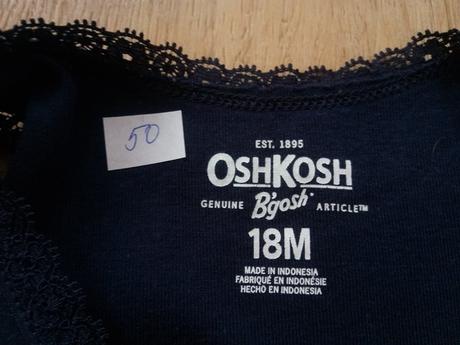 50
EST. 1895
OSHKOSH
GENUINE B'gosh ARTICLE™
18M
MADE IN INDONESIA
FABRIQUÉ EN INDONÉSIE
HECHO EN INDONESIA